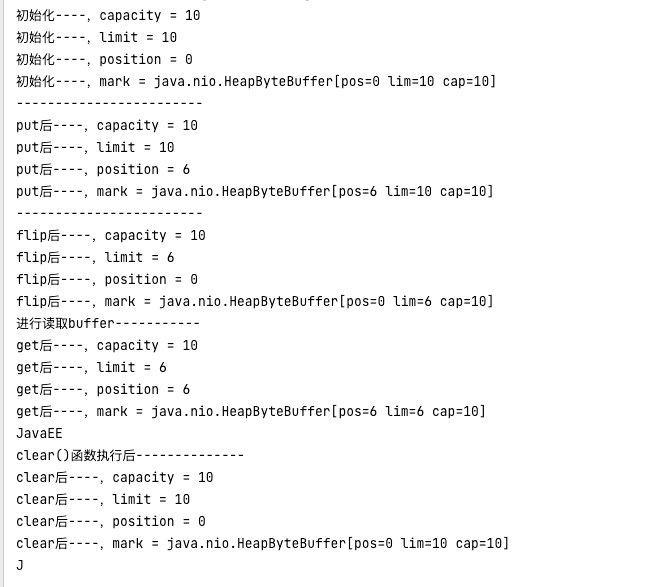 初始化----，capacity = 10
初始化----，limit = 10
初始化----，position = 0
初始化----，mark = java.nio.HeapByteBuffer[pos=0 lim=10 cap=10]
------------------------
put后----，capacity = 10
put后----，limit = 10
put后----，position = 6
put后----，mark = java.nio.HeapByteBuffer[pos=6 lim=10 cap=10]
------------------------
flip后----，capacity = 10
flip后----，limit = 6
flip后----，position = 0
flip后----，mark = java.nio.HeapByteBuffer[pos=0 lim=6 cap=10]
进行读取buffer-----------
get后----，capacity = 10
get后----，limit = 6
get后----，position = 6
get后----，mark = java.nio.HeapByteBuffer[pos=6 lim=6 cap=10]
JavaEE
clear()函数执行后--------------
clear后----，capacity = 10
clear后----，limit = 10
clear后----，position = 0
clear后----，mark = java.nio.HeapByteBuffer[pos=0 lim=10 cap=10]
J